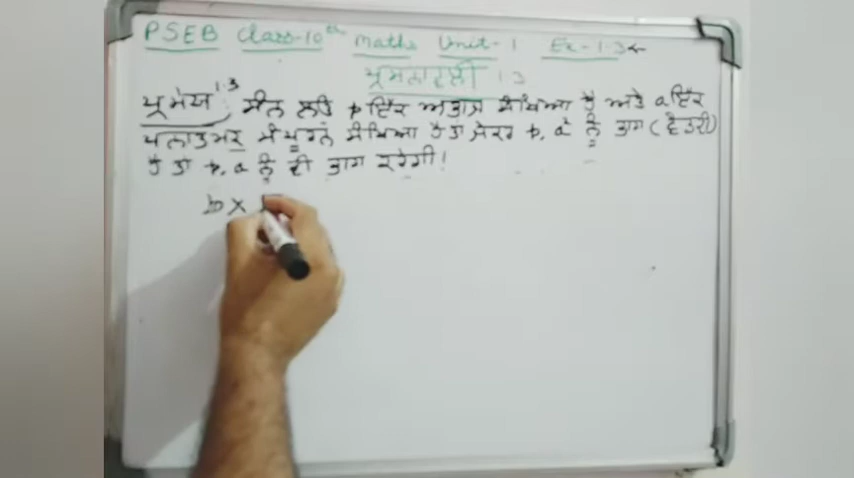 PSEB Class-10th Maths Unit-1 Ex-1.3
ਪ੍ਰਸ਼ਨਾਵਲੀ 1.3
ਪ੍ਰਮੇਯ 1.3 : ਮੰਨ ਲਓ p ਇੱਕ ਅਭਾਜ ਸੰਖਿਆ ਹੈ ਅਤੇ a ਇੱਕ
ਧਨਾਤਮਕ ਸੰਪੂਰਨ ਸੰਖਿਆ ਹੈ ਤਾਂ ਜੇਕਰ p, a² ਨੂੰ ਭਾਗ (ਹੁੰਦੀ)
ਹੈ ਤਾਂ p, a ਨੂੰ ਵੀ ਭਾਗ ਕਰੇਗੀ।
b x